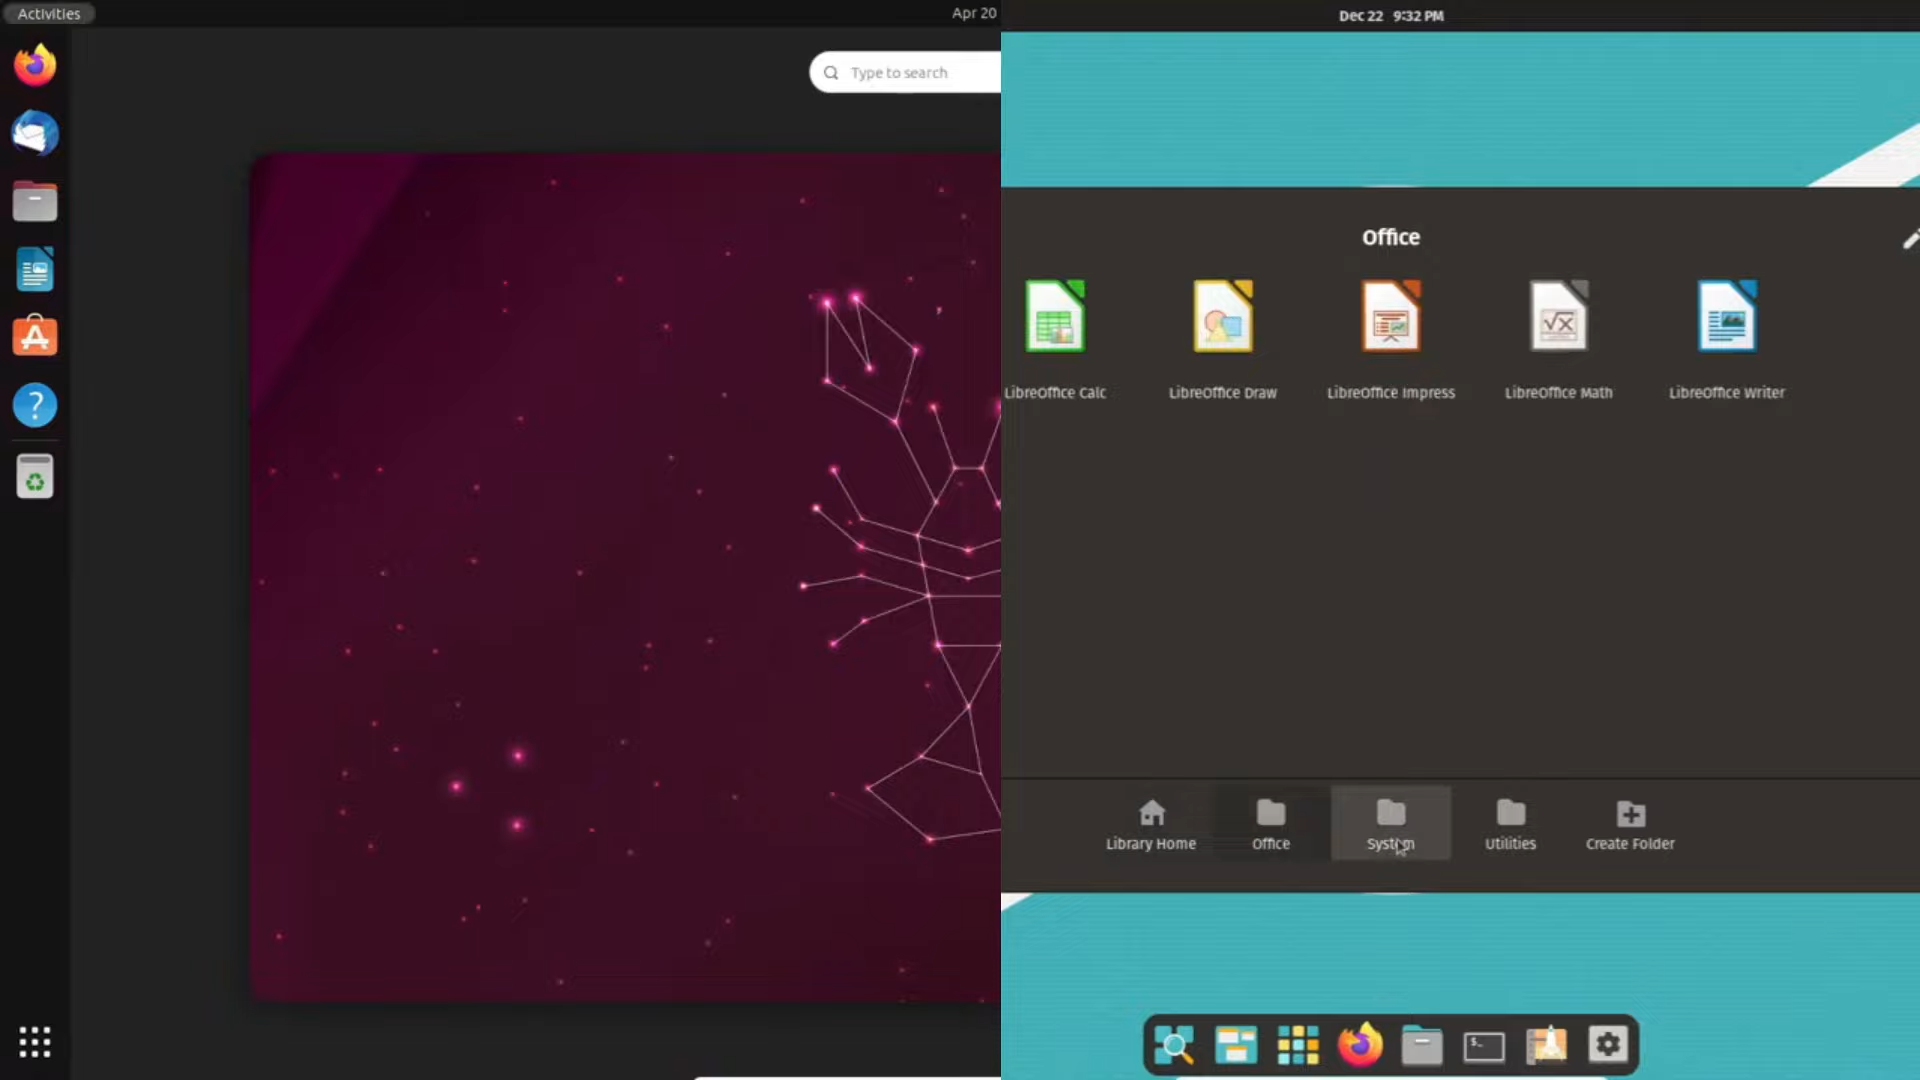 Activities
Apr 20
Type to search
Dec 22 9:32 PM
Office
LibreOffice Calc
LibreOffice Draw
LibreOffice Impress
LibreOffice Math
LibreOffice Writer
Library Home
Office
System
Utilities
Create Folder